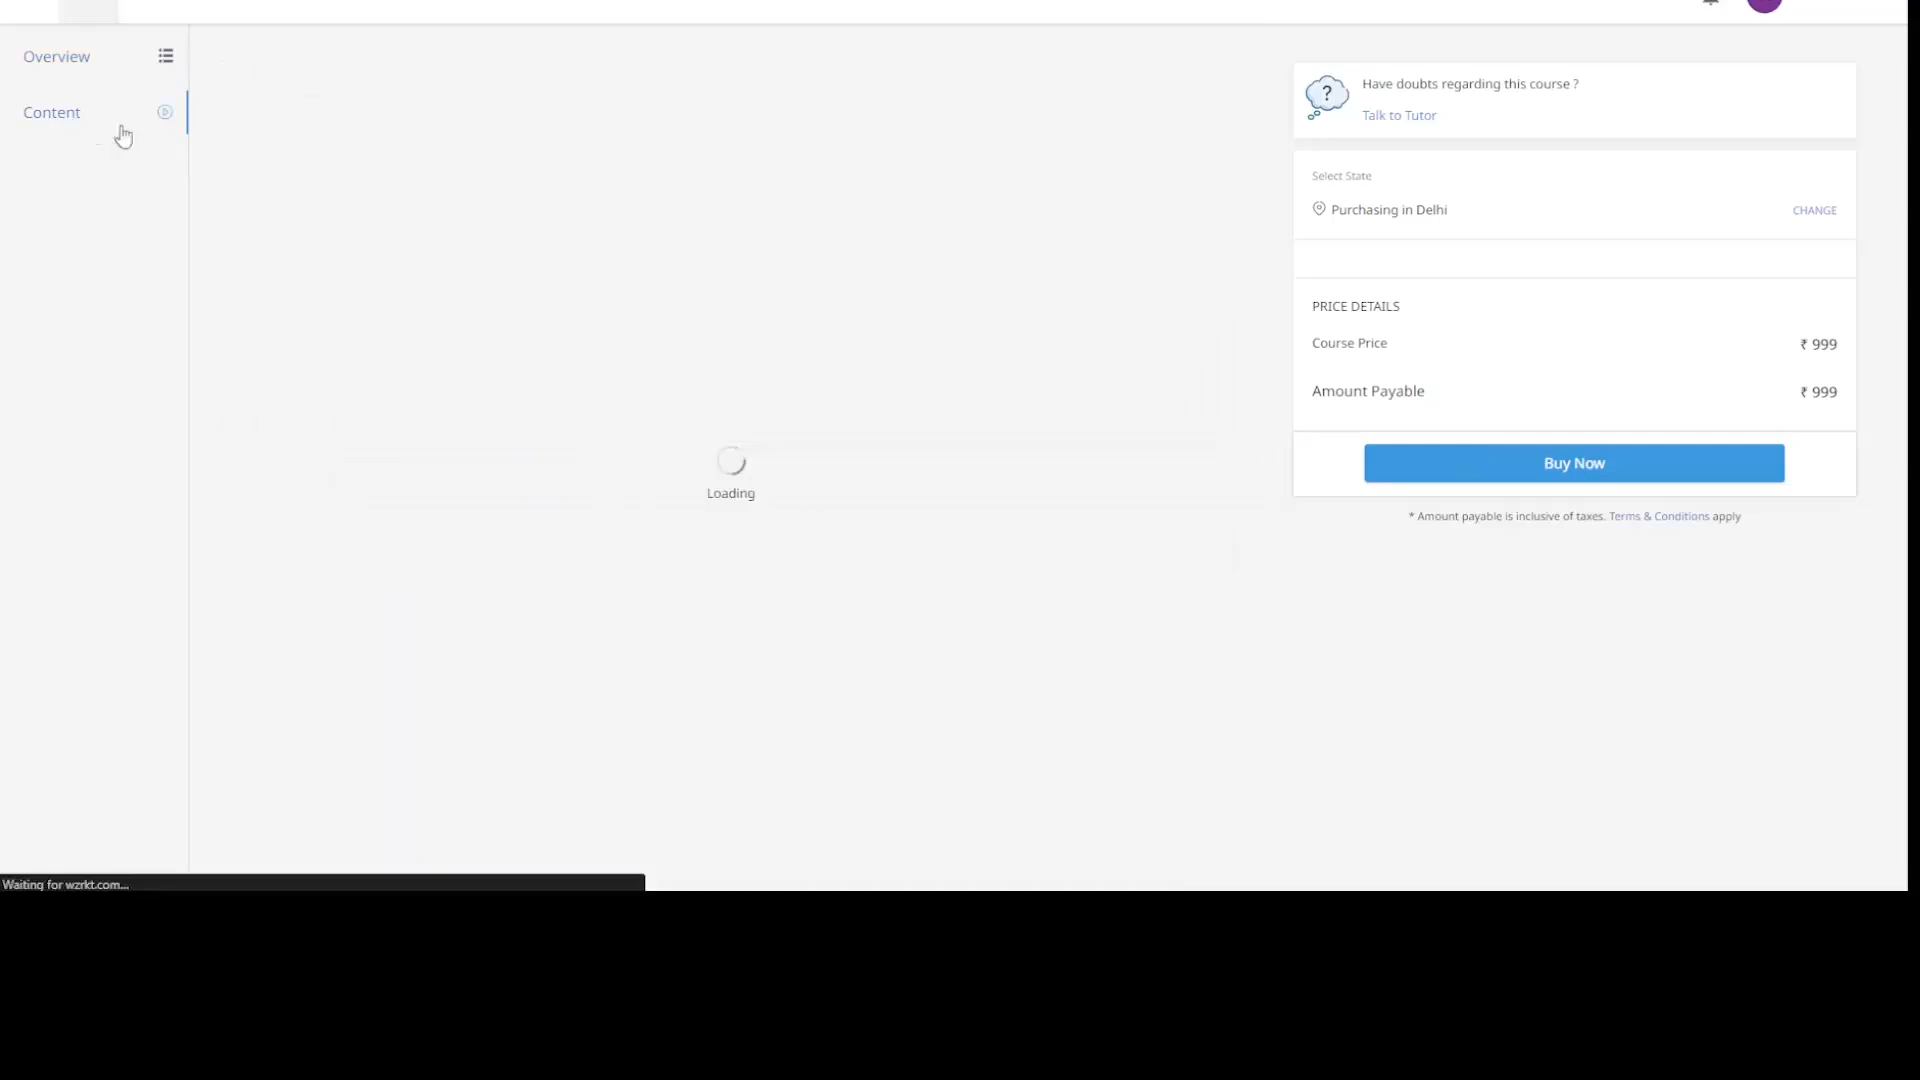 Overview
Content
Loading
?
Have doubts regarding this course ?
Talk to Tutor
Select State
Purchasing in Delhi
CHANGE
PRICE DETAILS
Course Price ₹ 999
Amount Payable ₹ 999
Buy Now
* Amount payable is inclusive of taxes. Terms & Conditions apply
Waiting for wzrkt.com...